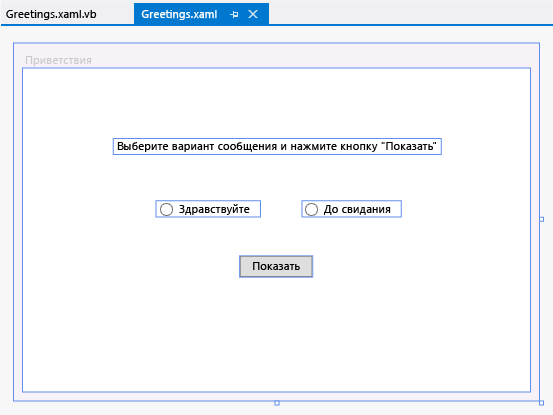 Greetings.xaml.vb Greetings.xaml
Приветствия
Выберите вариант сообщения и нажмите кнопку "Показать"
Здравствуйте До свидания
Показать